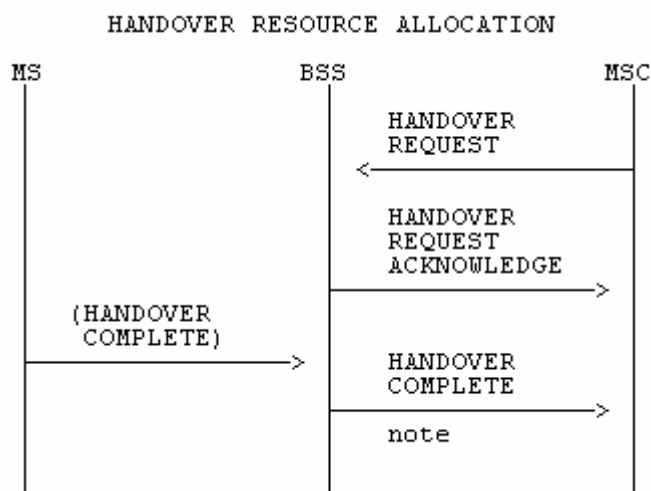 HANDOVER RESOURCE ALLOCATION
MS BSS MSC
HANDOVER
REQUEST
HANDOVER
REQUEST
ACKNOWLEDGE
(HANDOVER
COMPLETE)
HANDOVER
COMPLETE
note